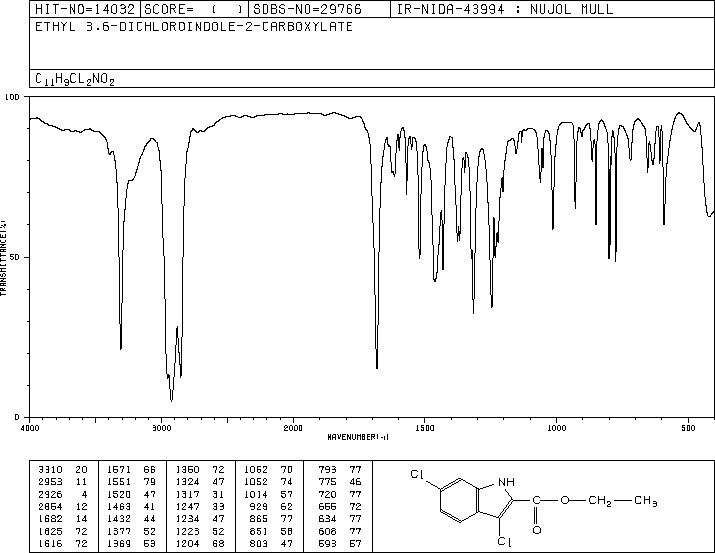 HIT-NO=14032 SCORE= ( ) SDBS-NO=29766 IR-NIDA-43994 : NUJOL MULL
ETHYL 3,6-DICHLOROINDOLE-2-CARBOXYLATE
C11H9CL2NO2
100
50
0
TRANSMITTANCE(%)
4000 3000 2000 1500 1000 500
WAVENUMBER(-1)
3310 20 1571 66 1360 72 1062 70 793 77
2953 11 1551 79 1324 47 1052 74 775 46
2926 4 1520 47 1317 31 1014 57 720 77
2854 12 1463 41 1247 33 929 62 655 72
1682 14 1432 44 1234 47 865 77 634 77
1625 72 1377 52 1223 52 851 58 608 77
1616 72 1369 53 1204 68 803 47 593 57
Cl
NH
C
O
O
CH2
CH3
Cl